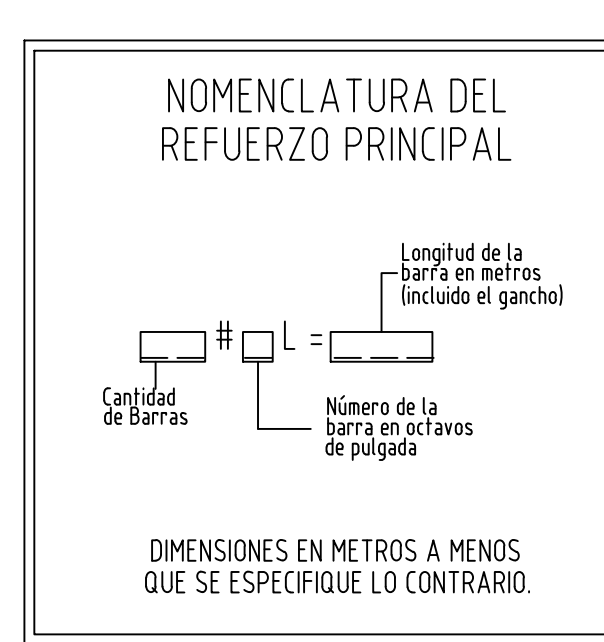 NOMENCLATURA DEL
REFUERZO PRINCIPAL
Longitud de la
barra en metros
(incluido el gancho)
# L =
Cantidad
de Barras
Número de la
barra en octavos
de pulgada
DIMENSIONES EN METROS A MENOS
QUE SE ESPECIFIQUE LO CONTRARIO.